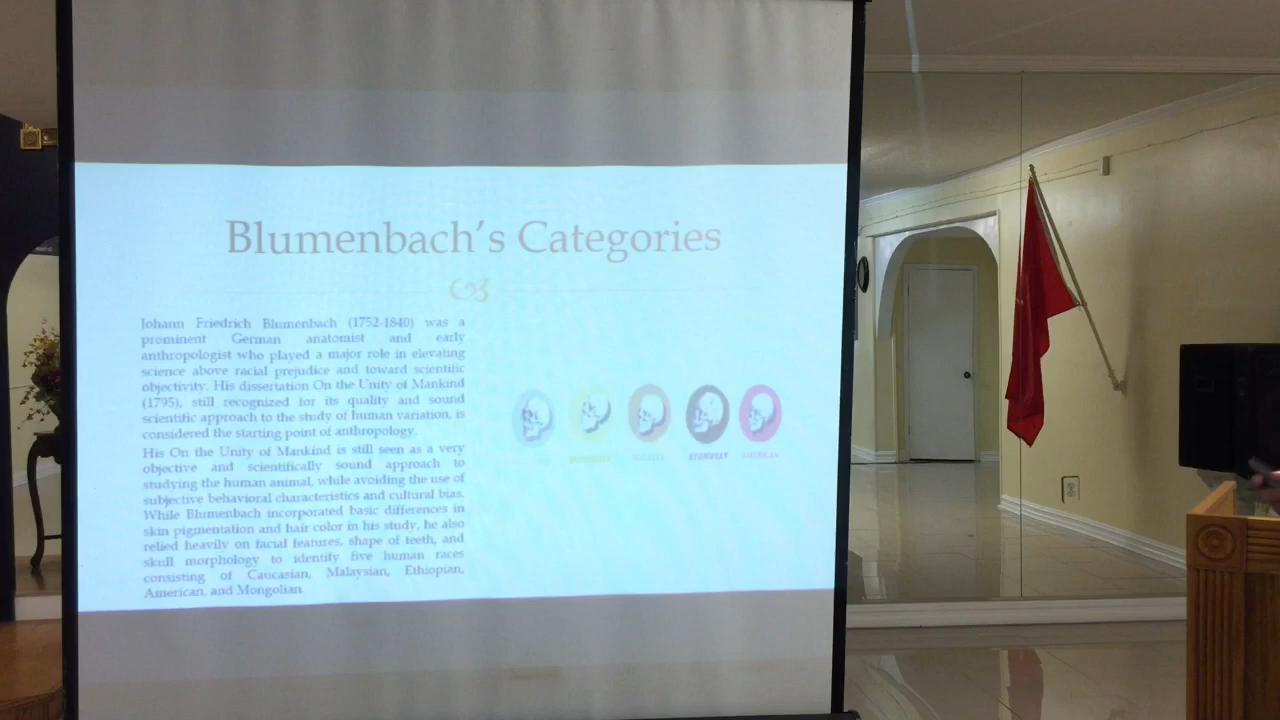 Blumenbach's Categories
Johann Friedrich Blumenbach (1752-1840) was a
prominent German anatomist and early
anthropologist who played a major role in elevating
science above racial prejudice and toward scientific
objectivity. His dissertation On the Unity of Mankind
(1795), still recognized for its quality and sound
scientific approach to the study of human variation, is
considered the starting point of anthropology.
His On the Unity of Mankind is still seen as a very
objective and scientifically sound approach to
studying the human animal, while avoiding the use of
subjective behavioral characteristics and cultural bias.
While Blumenbach incorporated basic differences in
skin pigmentation and hair color in his study, he also
relied heavily on facial features, shape of teeth, and
skull morphology to identify five human races
consisting of Caucasian, Malaysian, Ethiopian,
American, and Mongolian.
AMERICAN